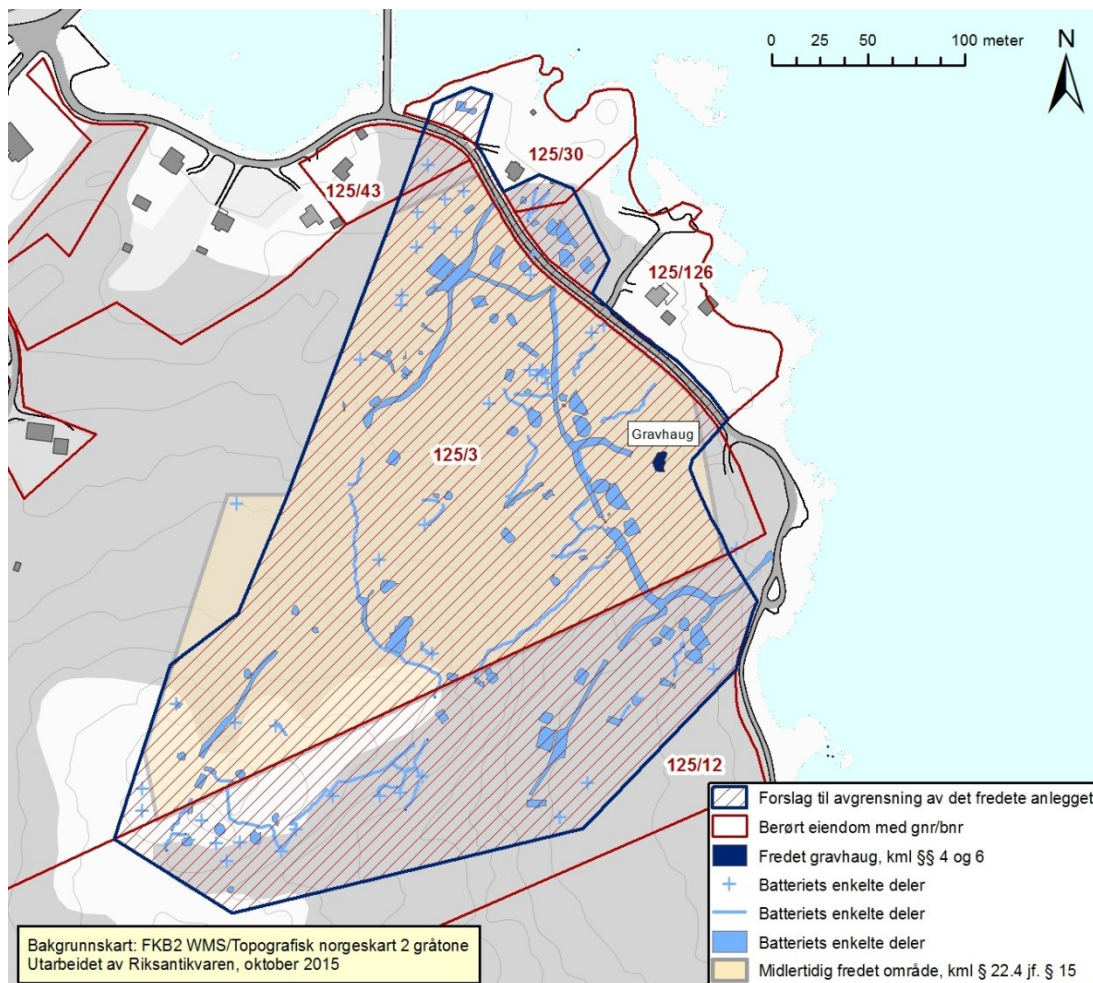 0 25 50 100 meter
N
125/30
125/43
125/126
Gravhaug
125/3
125/12
Forslag til avgrensning av det fredete anlegget
Berørt eiendom med gnr/bnr
Fredet gravhaug, kml §§ 4 og 6
Batteriets enkelte deler
Batteriets enkelte deler
Batteriets enkelte deler
Midlertidig fredet område, kml § 22.4 jf. § 15
Bakgrunnskart: FKB2 WMS/Topografisk norgeskart 2 gråtone
Utarbeidet av Riksantikvaren, oktober 2015